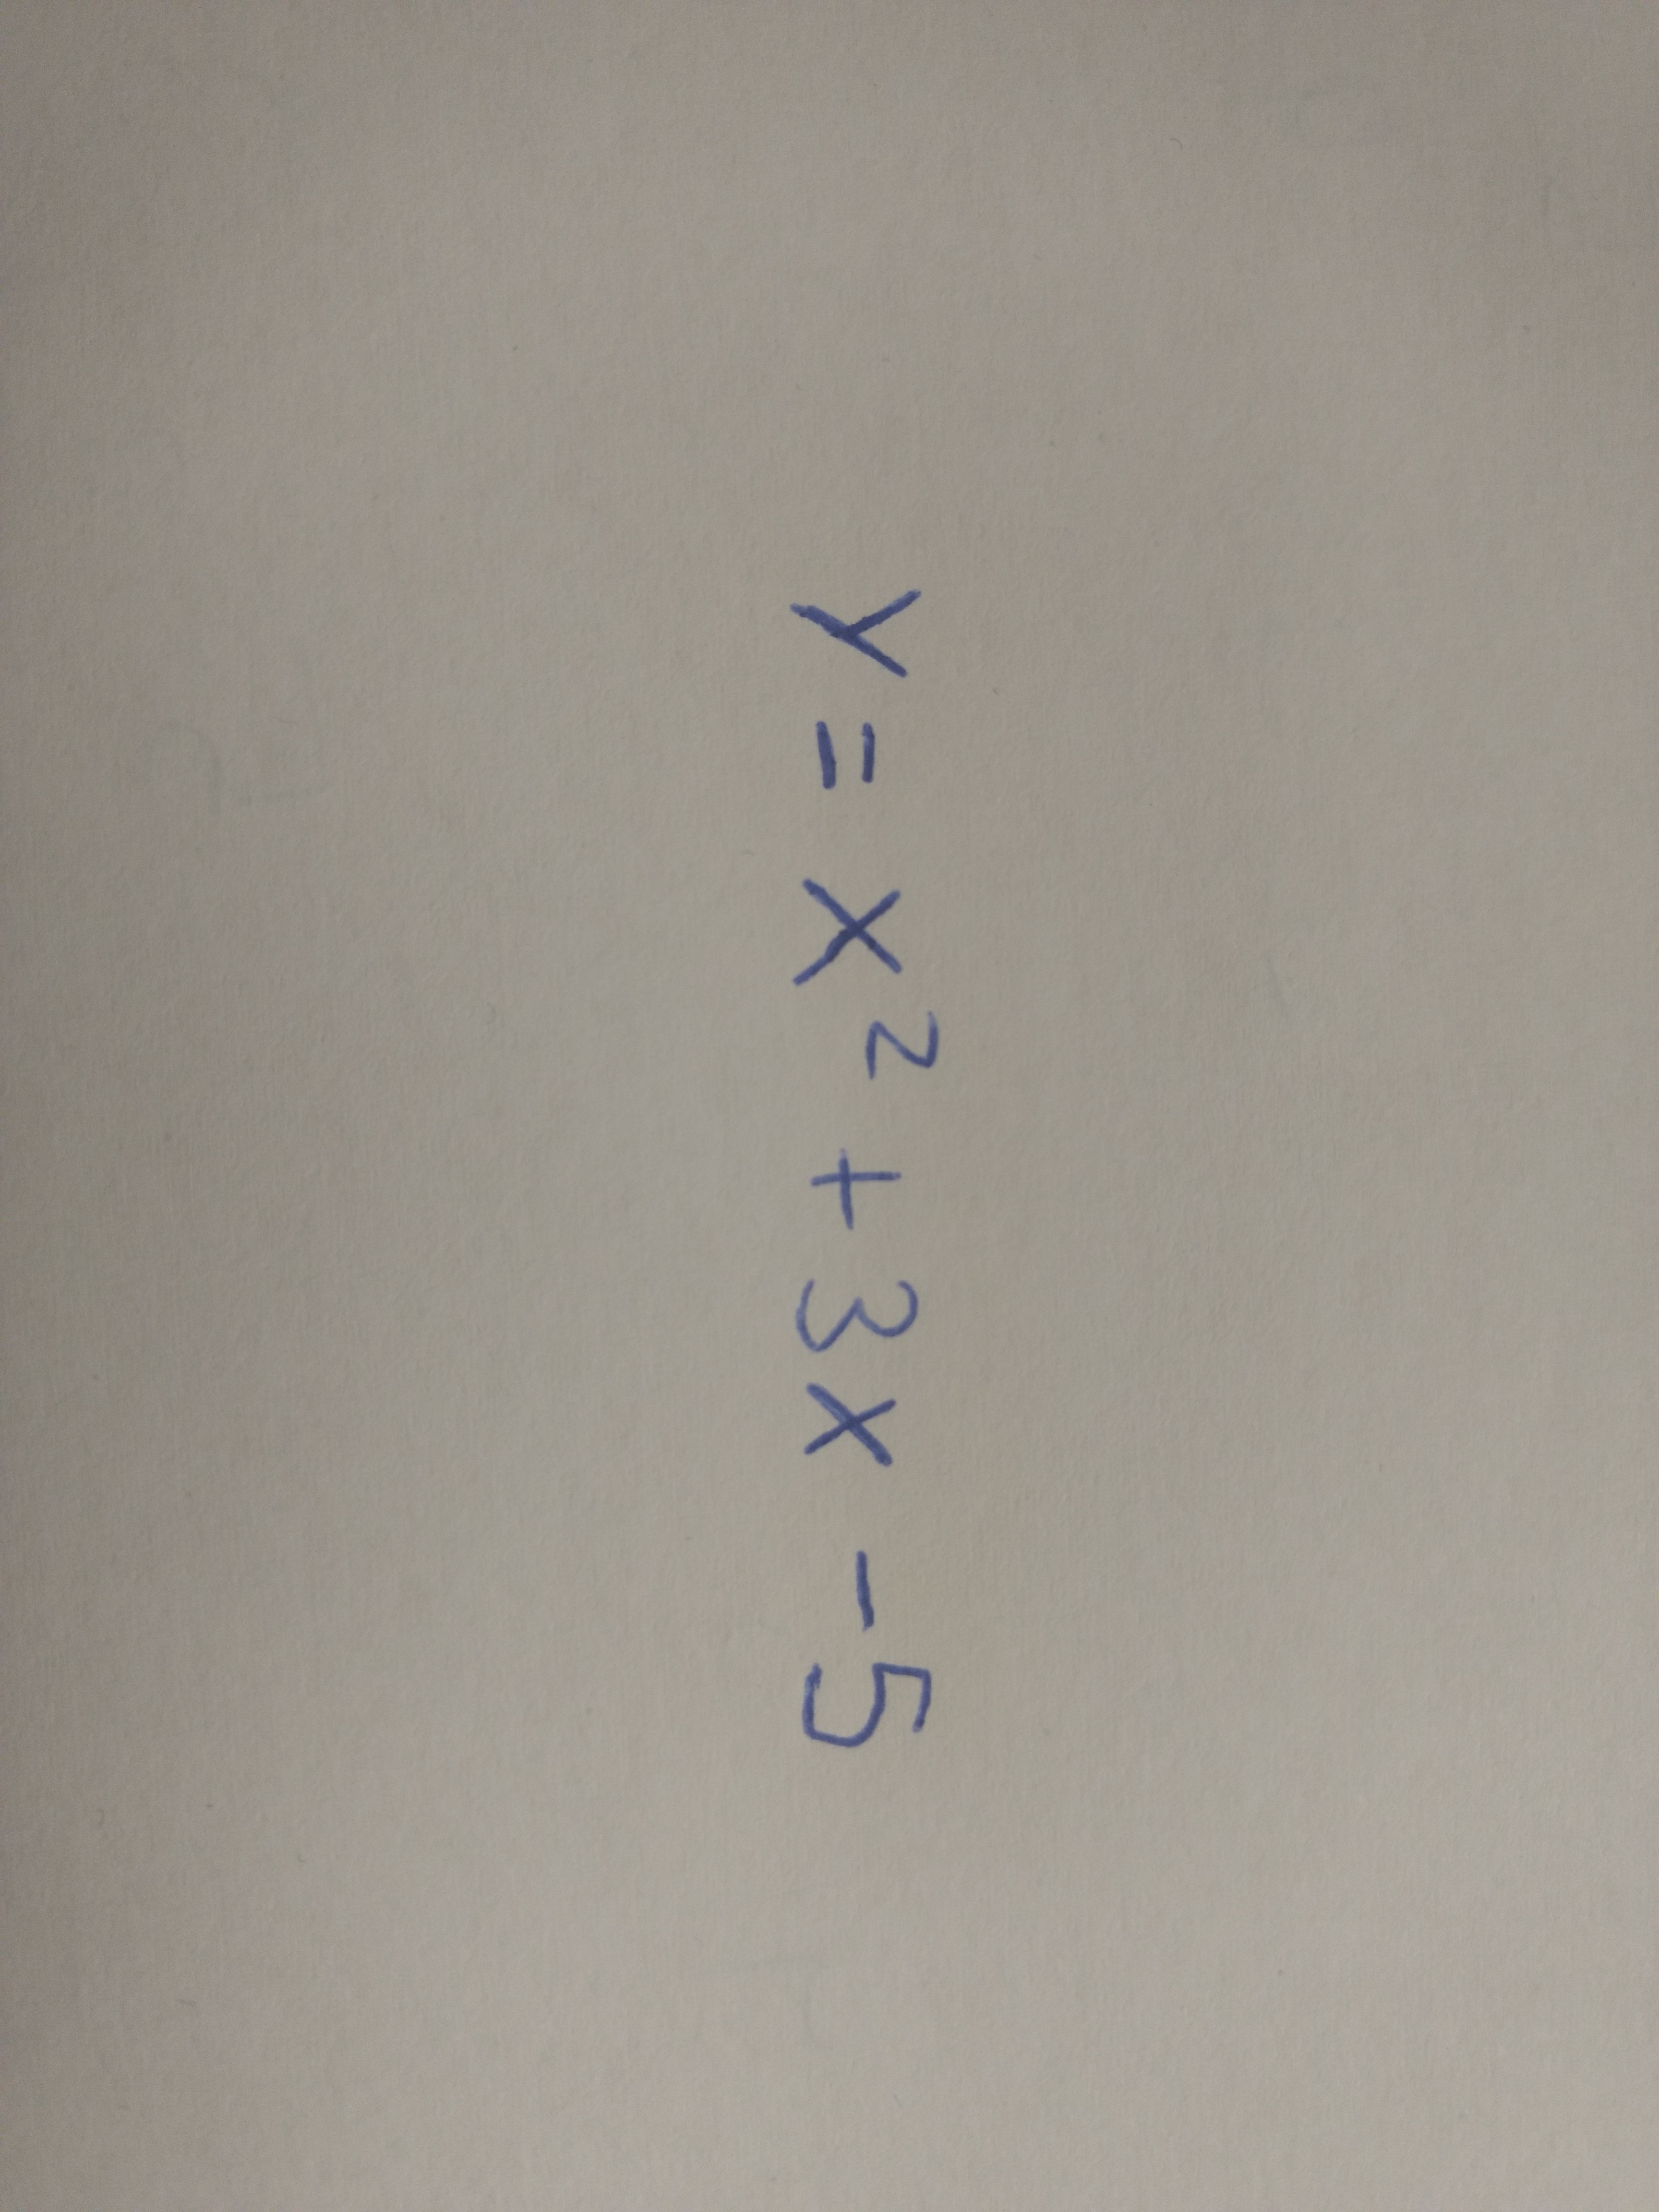 y = x² + 3x - 5